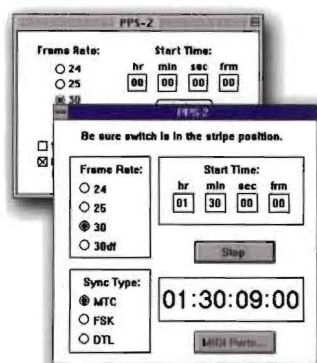 PPS-2
Frame Rate:
24
25
30
Start Time:
hr min sec frm
00 00 00 00
PPS-2
Be sure switch is in the stripe position.
Frame Rate:
24
25
30
30df
Start Time:
hr min sec frm
01 30 00 00
Stop
Sync Type:
MTC
FSK
DTL
01:30:09:00
MIDI Ports...